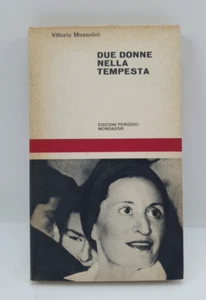 Vittorio Mussolini
DUE DONNE
NELLA
TEMPESTA
EDIZIONI PERIODICI
MONDADORI